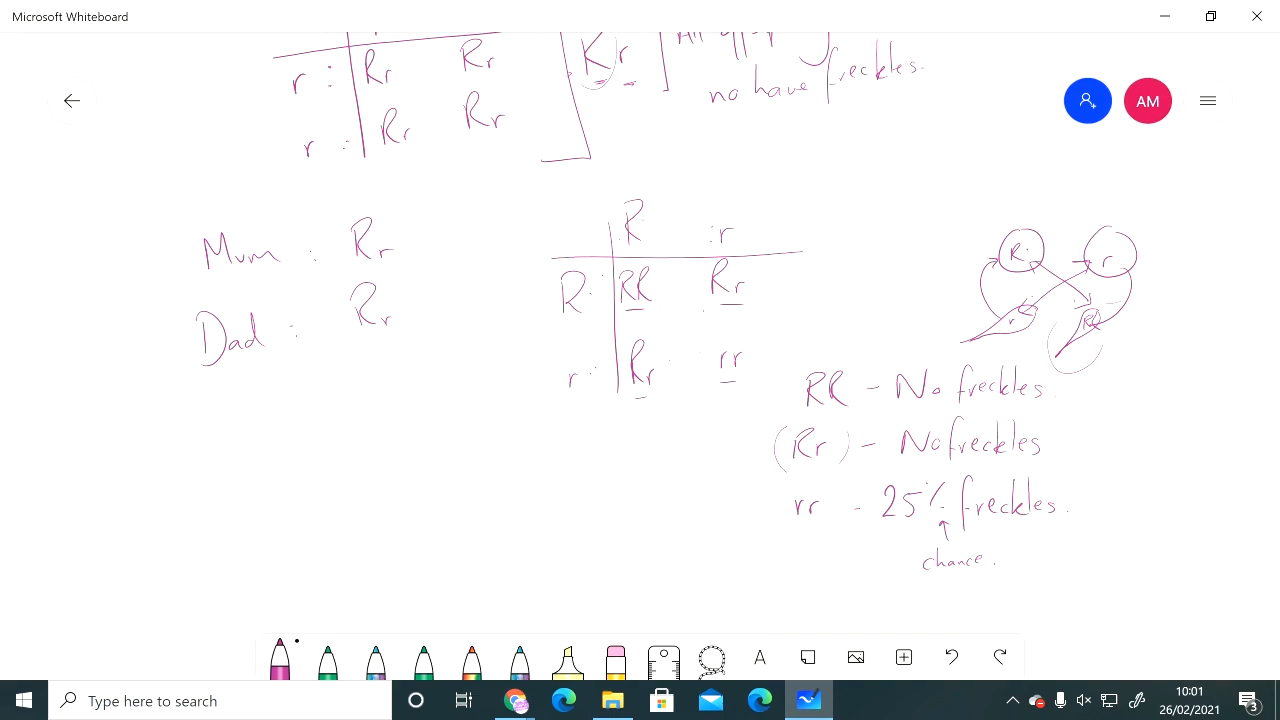 Microsoft Whiteboard
r : Rr Rr
r : Rr Rr
Rr
All
no have freckles.
AM
Mum : Rr
Dad : Rr
R : r
R : RR Rr
r : Rr rr
R r
r R
RR - No freckles.
(Rr) - No freckles
rr - 25% freckles.
chance.
A
Type here to search
10:01
26/02/2021
3